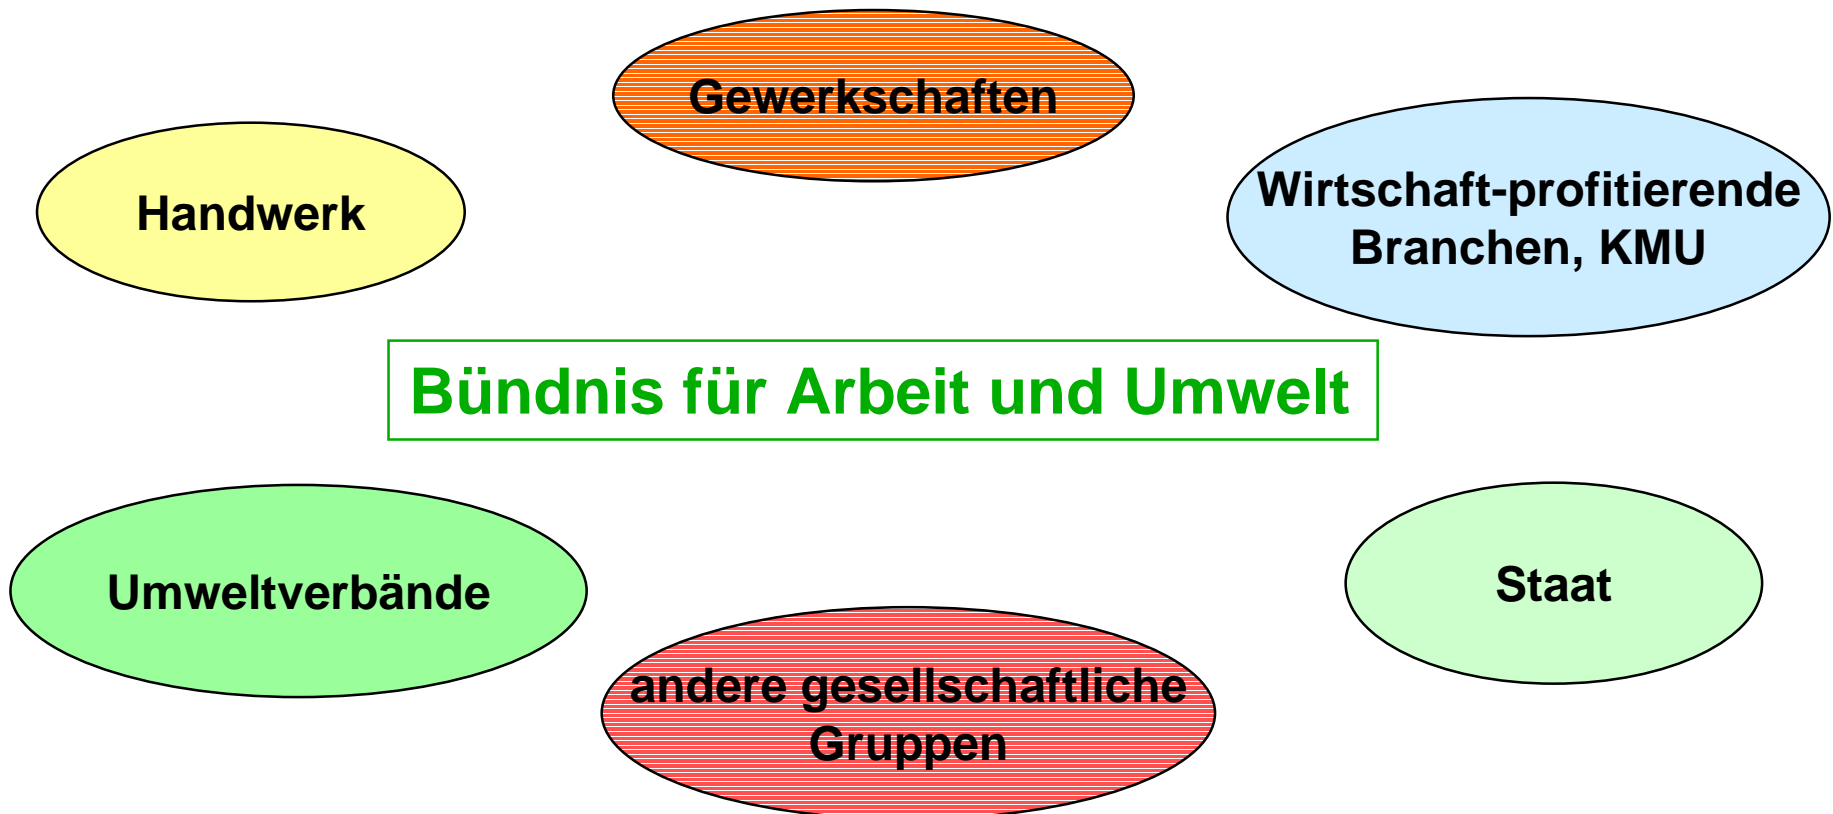 Gewerkschaften
Handwerk
Wirtschaft-profitierende
Branchen, KMU
Bündnis für Arbeit und Umwelt
Umweltverbände
Staat
andere gesellschaftliche
Gruppen